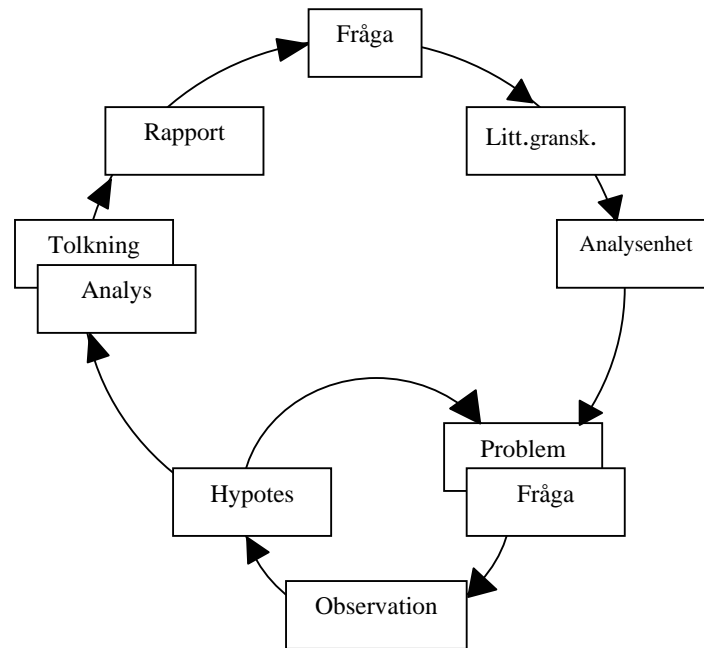 Fråga
Rapport
Litt.gransk.
Tolkning
Analysenhet
Analys
Problem
Hypotes
Fråga
Observation